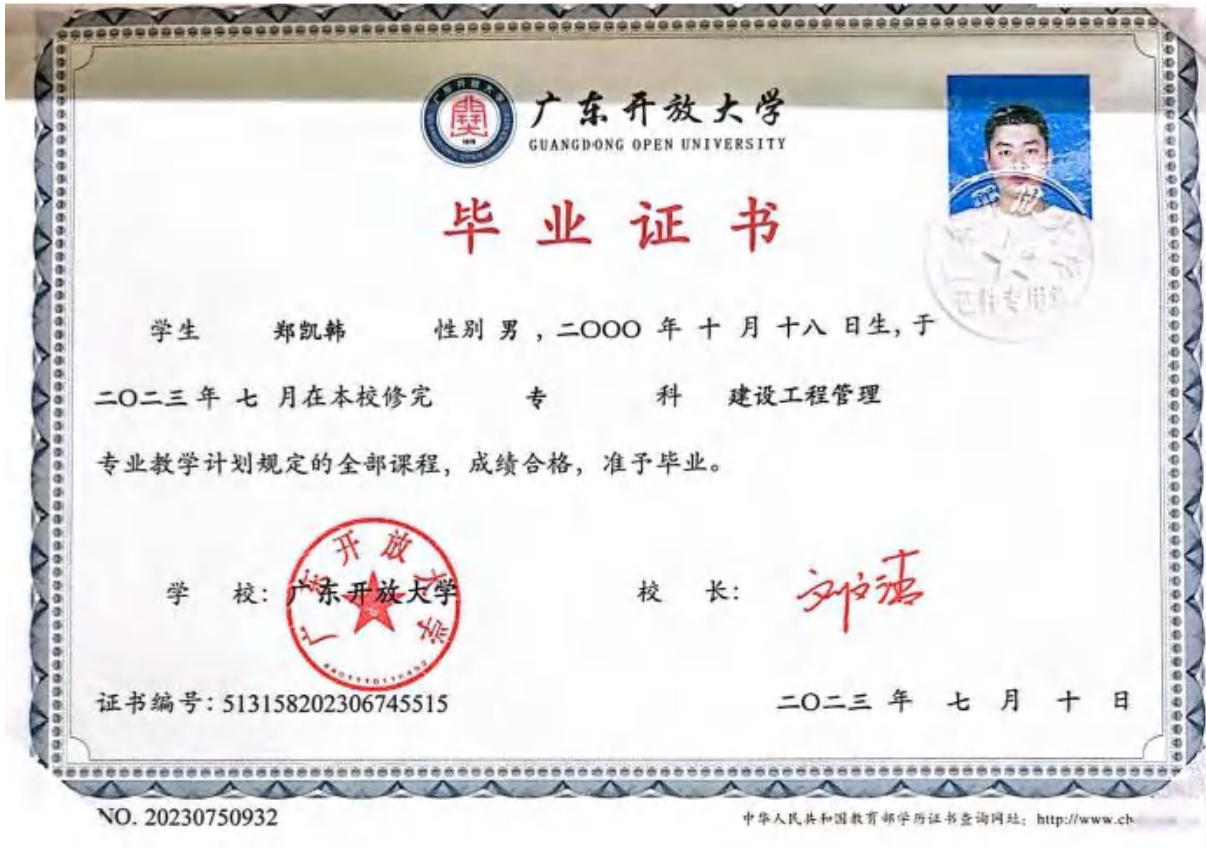 广东开放大学
GUANGDONG OPEN UNIVERSITY
毕业证书
学生 郑凯韩 性别 男 ,二OOO 年 十 月 十八 日生, 于
二O二三 年 七 月在本校修完 专 科 建设工程管理
专业教学计划规定的全部课程, 成绩合格, 准予毕业。
学 校: 广东开放大学
广东开放大学
校 长:
证书编号: 513158202306745515
二O二三 年 七 月 十 日
NO. 20230750932
中华人民共和国教育部学历证书查询网址: http://www.ch